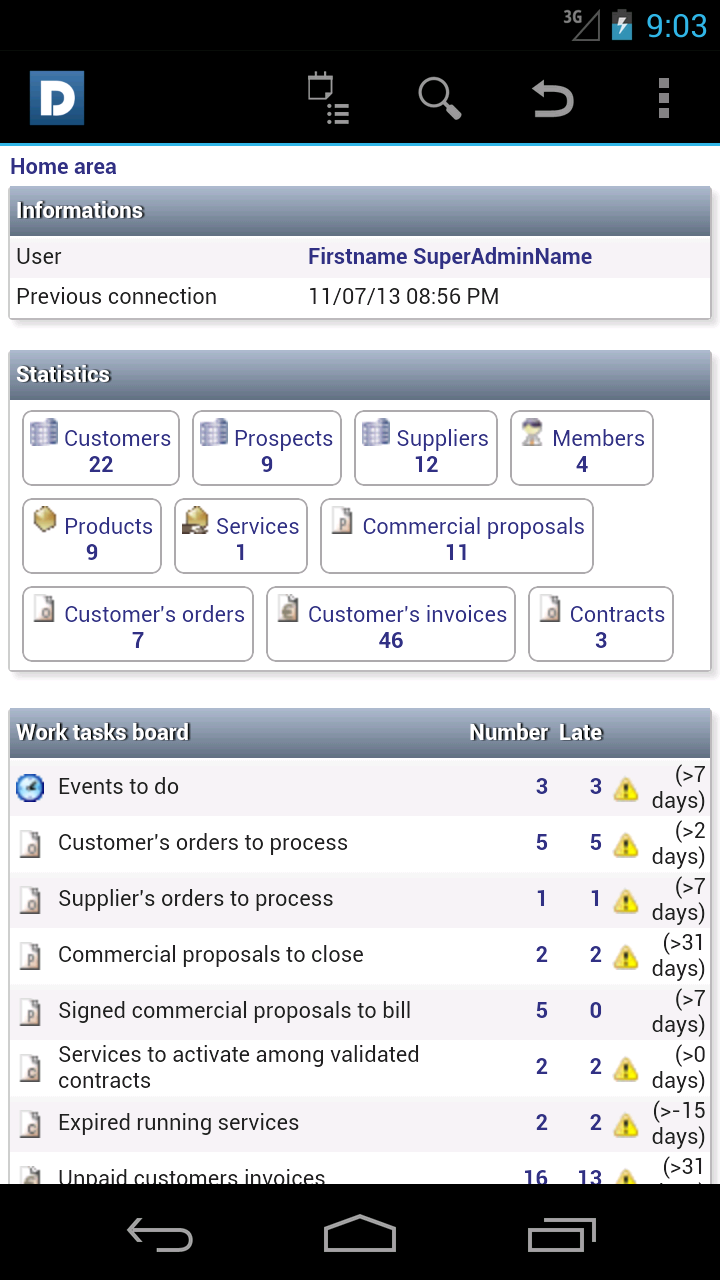 3G 9:03
D
Home area
Informations
User Firstname SuperAdminName
Previous connection 11/07/13 08:56 PM
Statistics
Customers Prospects Suppliers Members
22 9 12 4
Products Services Commercial proposals
9 1 11
Customer's orders Customer's invoices Contracts
7 46 3
Work tasks board Number Late
Events to do 3 3 (>7 days)
Customer's orders to process 5 5 (>2 days)
Supplier's orders to process 1 1 (>7 days)
Commercial proposals to close 2 2 (>31 days)
Signed commercial proposals to bill 5 0 (>7 days)
Services to activate among validated
contracts 2 2 (>0 days)
Expired running services 2 2 (>-15 days)
Unpaid customers invoices 16 13 (>31